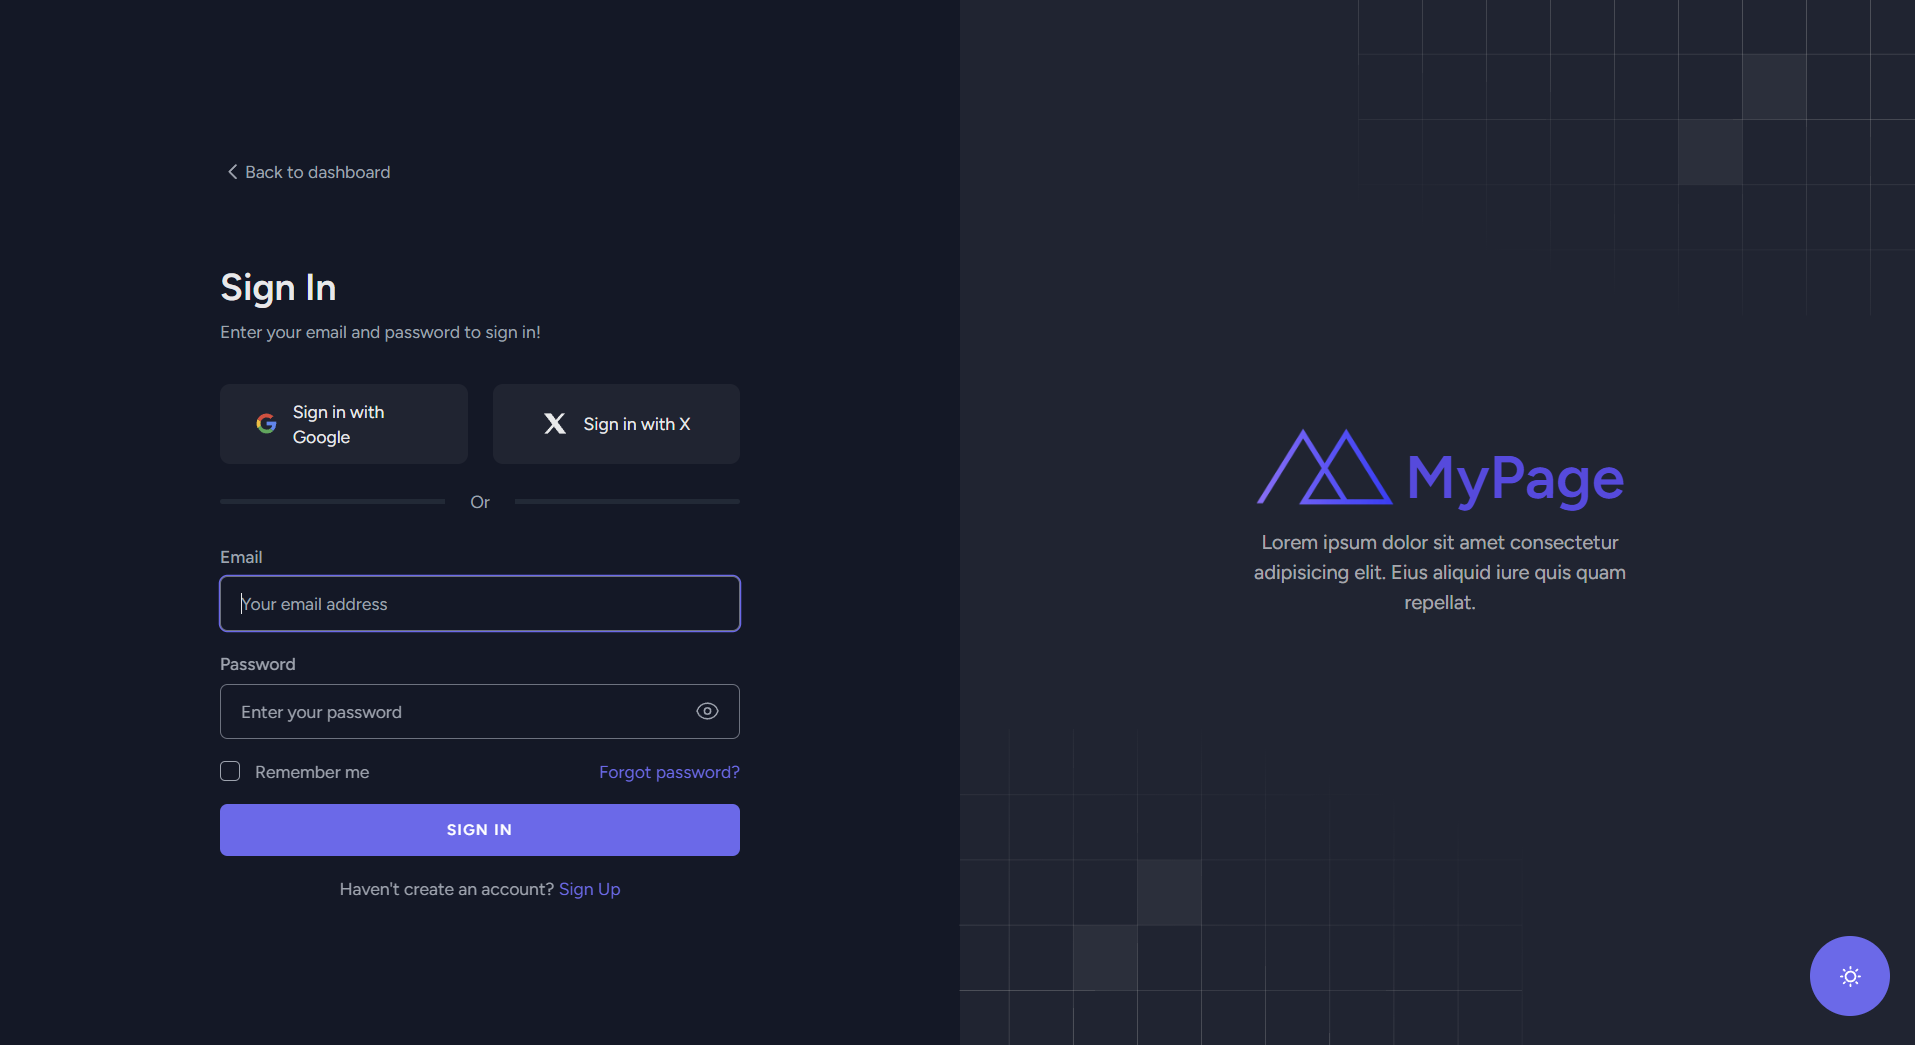 Back to dashboard
Sign In
Enter your email and password to sign in!
Sign in with
Google
Sign in with X
Or
Email
Your email address
Password
Enter your password
Remember me
Forgot password?
SIGN IN
Haven't create an account? Sign Up
MyPage
Lorem ipsum dolor sit amet consectetur
adipisicing elit. Eius aliquid iure quis quam
repellat.